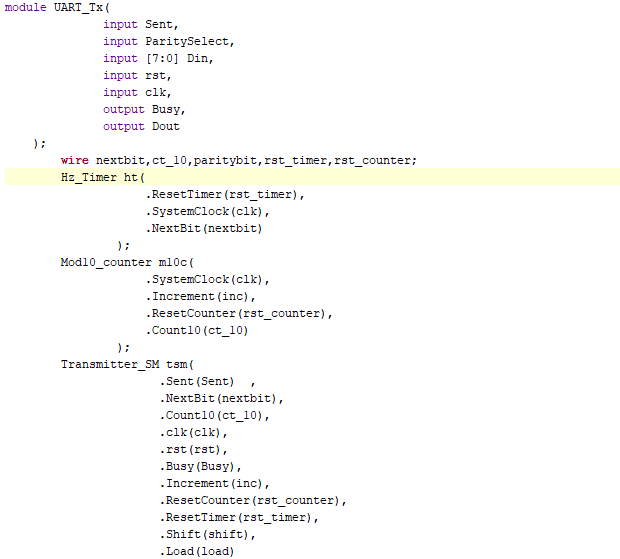 module UART_Tx(
input Sent,
input ParitySelect,
input [7:0] Din,
input rst,
input clk,
output Busy,
output Dout
);
wire nextbit,ct_10,paritybit,rst_timer,rst_counter;
Hz_Timer ht(
.ResetTimer(rst_timer),
.SystemClock(clk),
.NextBit(nextbit)
);
Mod10_counter m10c(
.SystemClock(clk),
.Increment(inc),
.ResetCounter(rst_counter),
.Count10(ct_10)
);
Transmitter_SM tsm(
.Sent(Sent)  ,
.NextBit(nextbit),
.Count10(ct_10),
.clk(clk),
.rst(rst),
.Busy(Busy),
.Increment(inc),
.ResetCounter(rst_counter),
.ResetTimer(rst_timer),
.Shift(shift),
.Load(load)